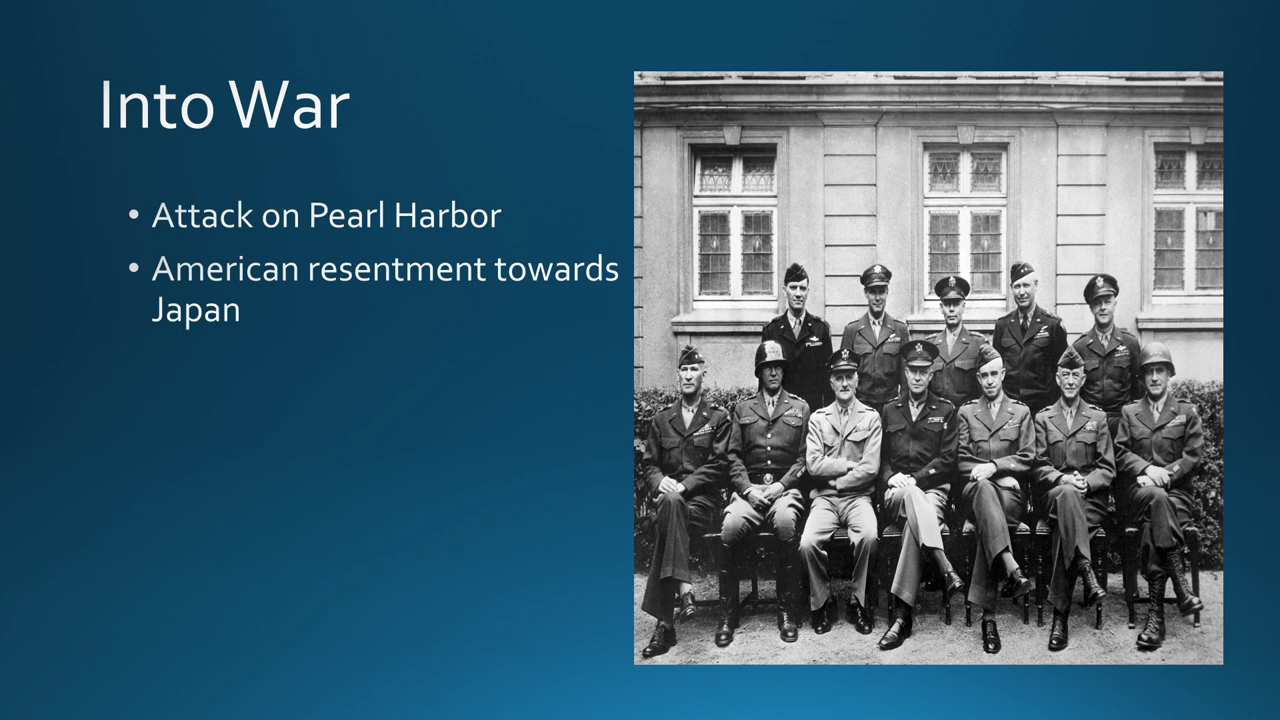 Into War
• Attack on Pearl Harbor
• American resentment towards
Japan